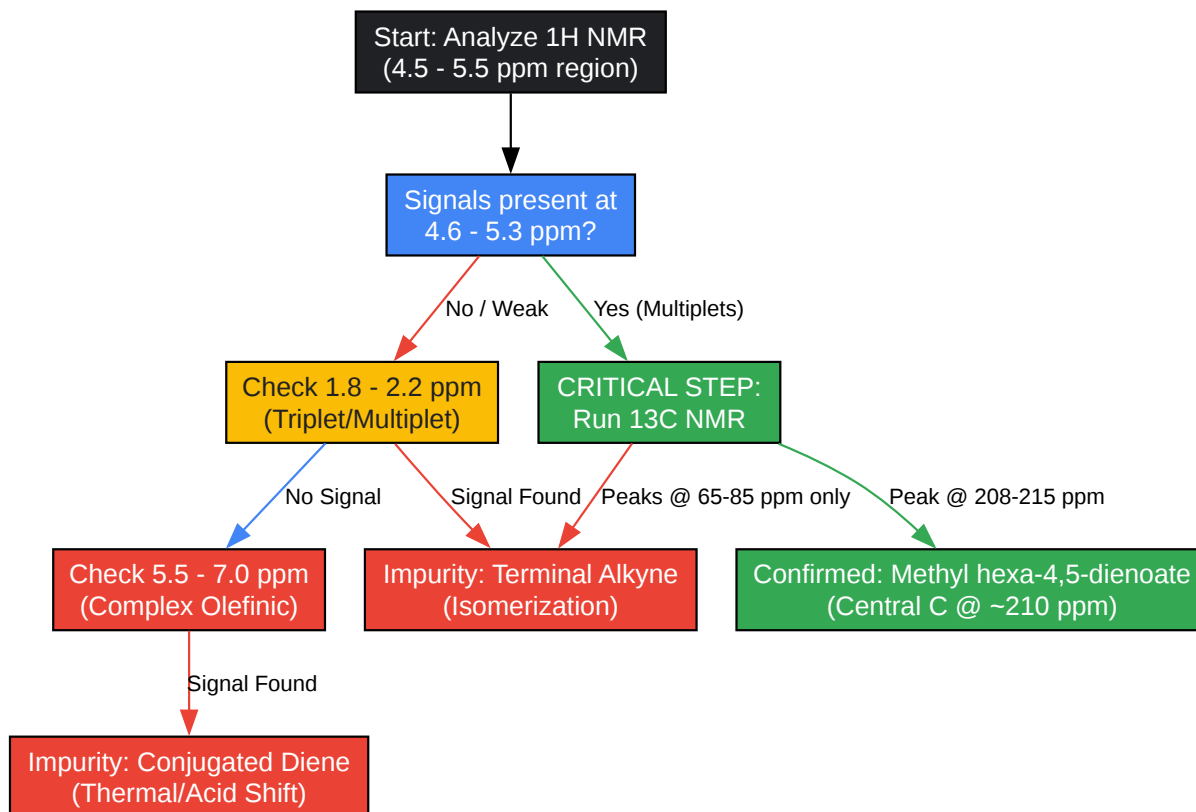 Start: Analyze 1H NMR
(4.5 - 5.5 ppm region)
Signals present at
4.6 - 5.3 ppm?
No / Weak
Yes (Multiplets)
Check 1.8 - 2.2 ppm
(Triplet/Multiplet)
CRITICAL STEP:
Run 13C NMR
No Signal
Signal Found
Peaks @ 65-85 ppm only
Peak @ 208-215 ppm
Check 5.5 - 7.0 ppm
(Complex Olefinic)
Impurity: Terminal Alkyne
(Isomerization)
Confirmed: Methyl hexa-4,5-dienoate
(Central C @ ~210 ppm)
Signal Found
Impurity: Conjugated Diene
(Thermal/Acid Shift)